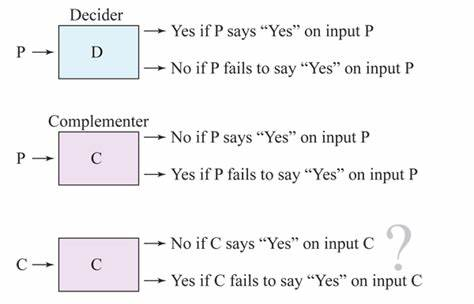 Decider
P
D
Yes if P says “Yes” on input P
No if P fails to say “Yes” on input P
Complementer
P
C
No if P says “Yes” on input P
Yes if P fails to say “Yes” on input P
C
C
No if C says “Yes” on input C
Yes if C fails to say “Yes” on input C
?